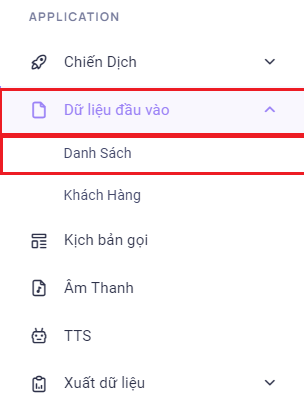 APPLICATION
Chiến Dịch
Dữ liệu đầu vào
Danh Sách
Khách Hàng
Kịch bản gọi
Âm Thanh
TTS
Xuất dữ liệu